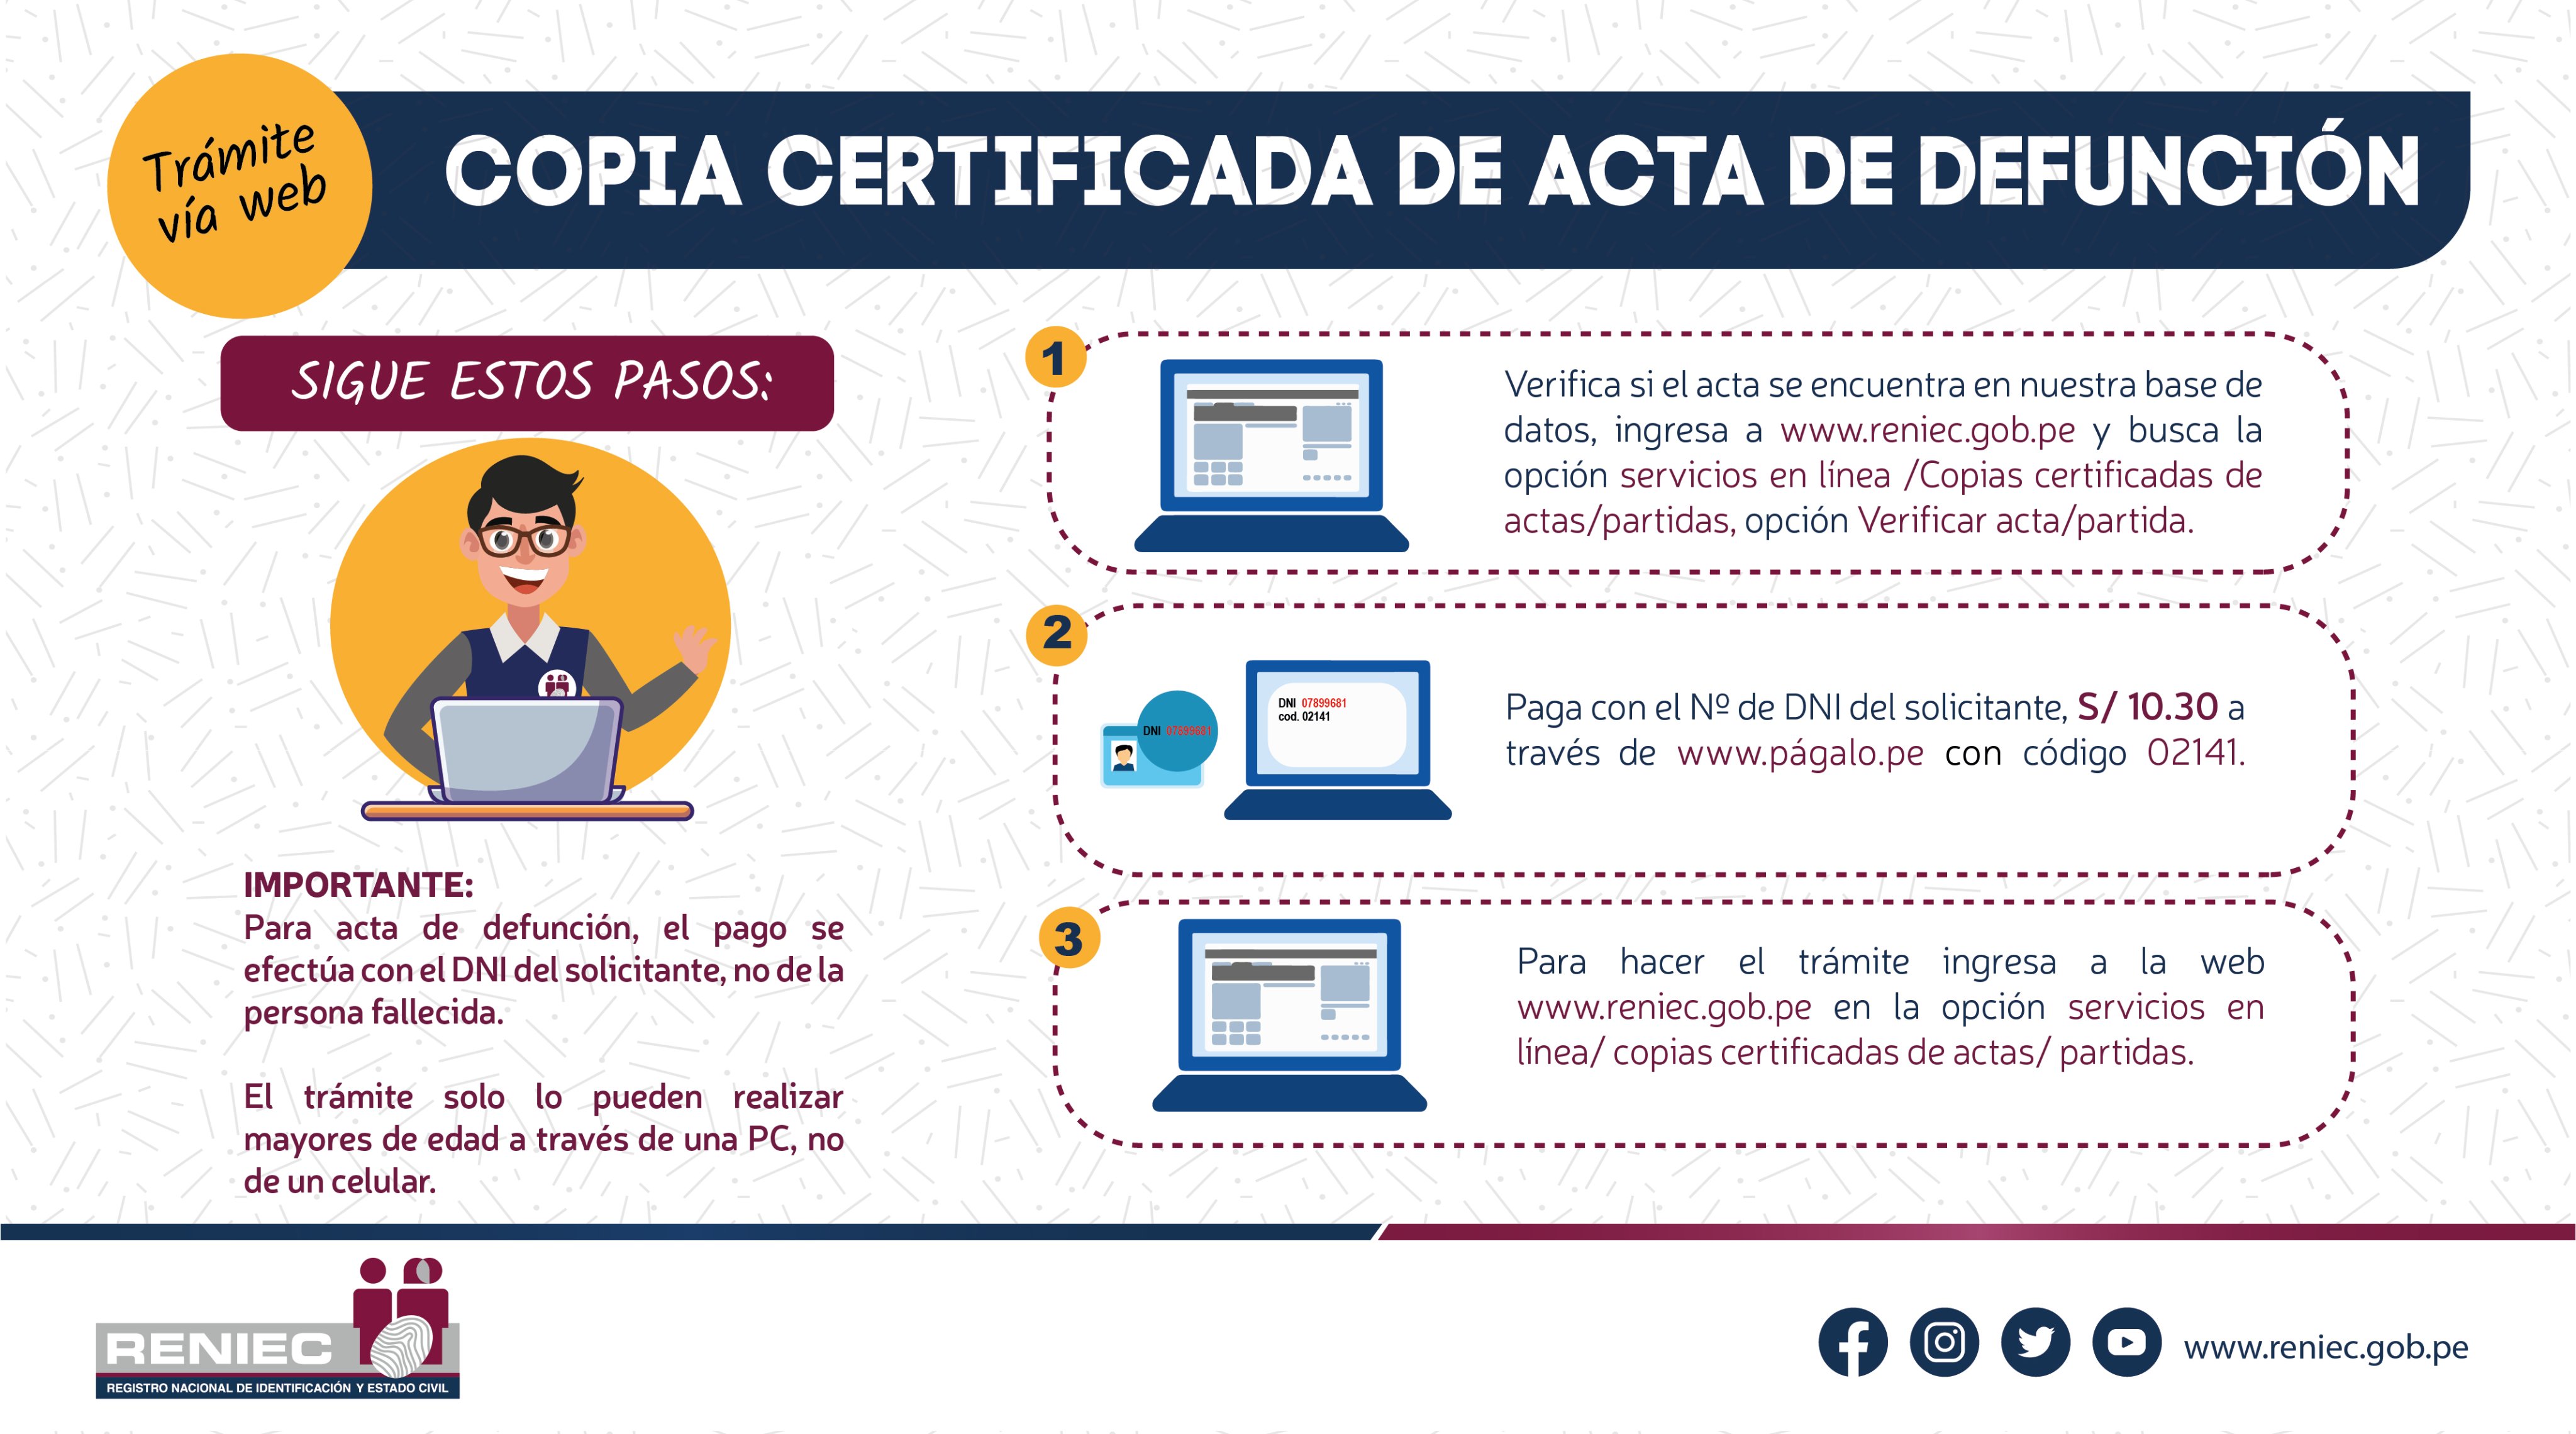 Trámite
vía web
COPIA CERTIFICADA DE ACTA DE DEFUNCIÓN
SIGUE ESTOS PASOS:
IMPORTANTE:
Para acta de defunción, el pago se
efectúa con el DNI del solicitante, no de la
persona fallecida.
El trámite solo lo pueden realizar
mayores de edad a través de una PC, no
de un celular.
1
Verifica si el acta se encuentra en nuestra base de
datos, ingresa a www.reniec.gob.pe y busca la
opción servicios en línea /Copias certificadas de
actas/partidas, opción Verificar acta/partida.
2
DNI 07899681
DNI 07899681
cod. 02141
Paga con el Nº de DNI del solicitante, S/ 10.30 a
través de www.págalo.pe con código 02141.
3
Para hacer el trámite ingresa a la web
www.reniec.gob.pe en la opción servicios en
línea/ copias certificadas de actas/ partidas.
RENIEC
REGISTRO NACIONAL DE IDENTIFICACIÓN Y ESTADO CIVIL
www.reniec.gob.pe